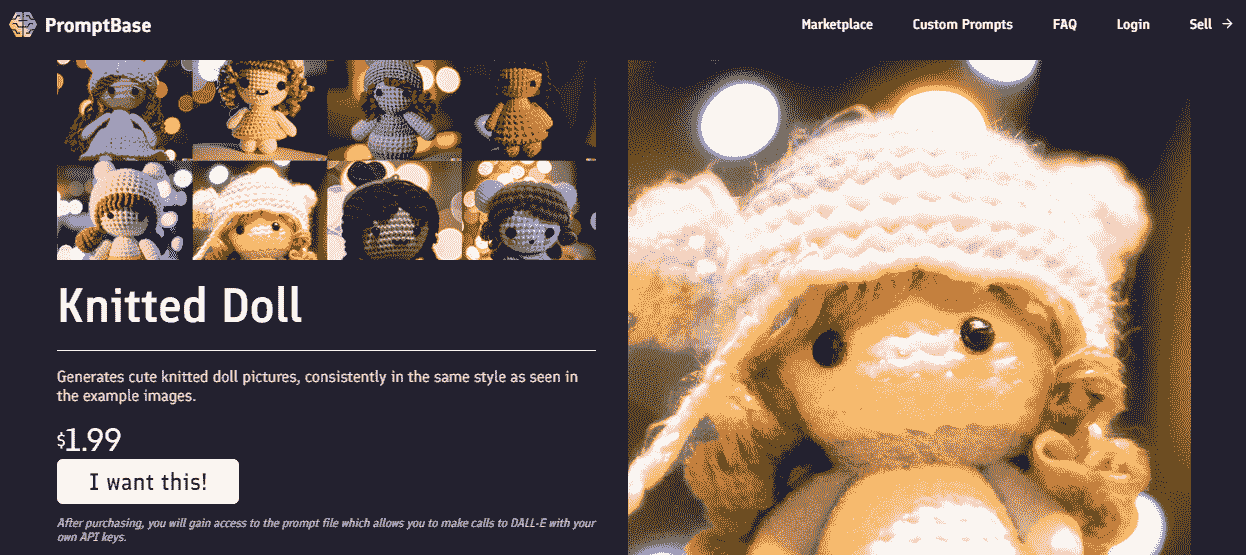 PromptBase
Marketplace
Custom Prompts
FAQ
Login
Sell →
Knitted Doll
Generates cute knitted doll pictures, consistently in the same style as seen in
the example images.
$1.99
I want this!
After purchasing, you will gain access to the prompt file which allows you to make calls to DALL-E with your
own API keys.